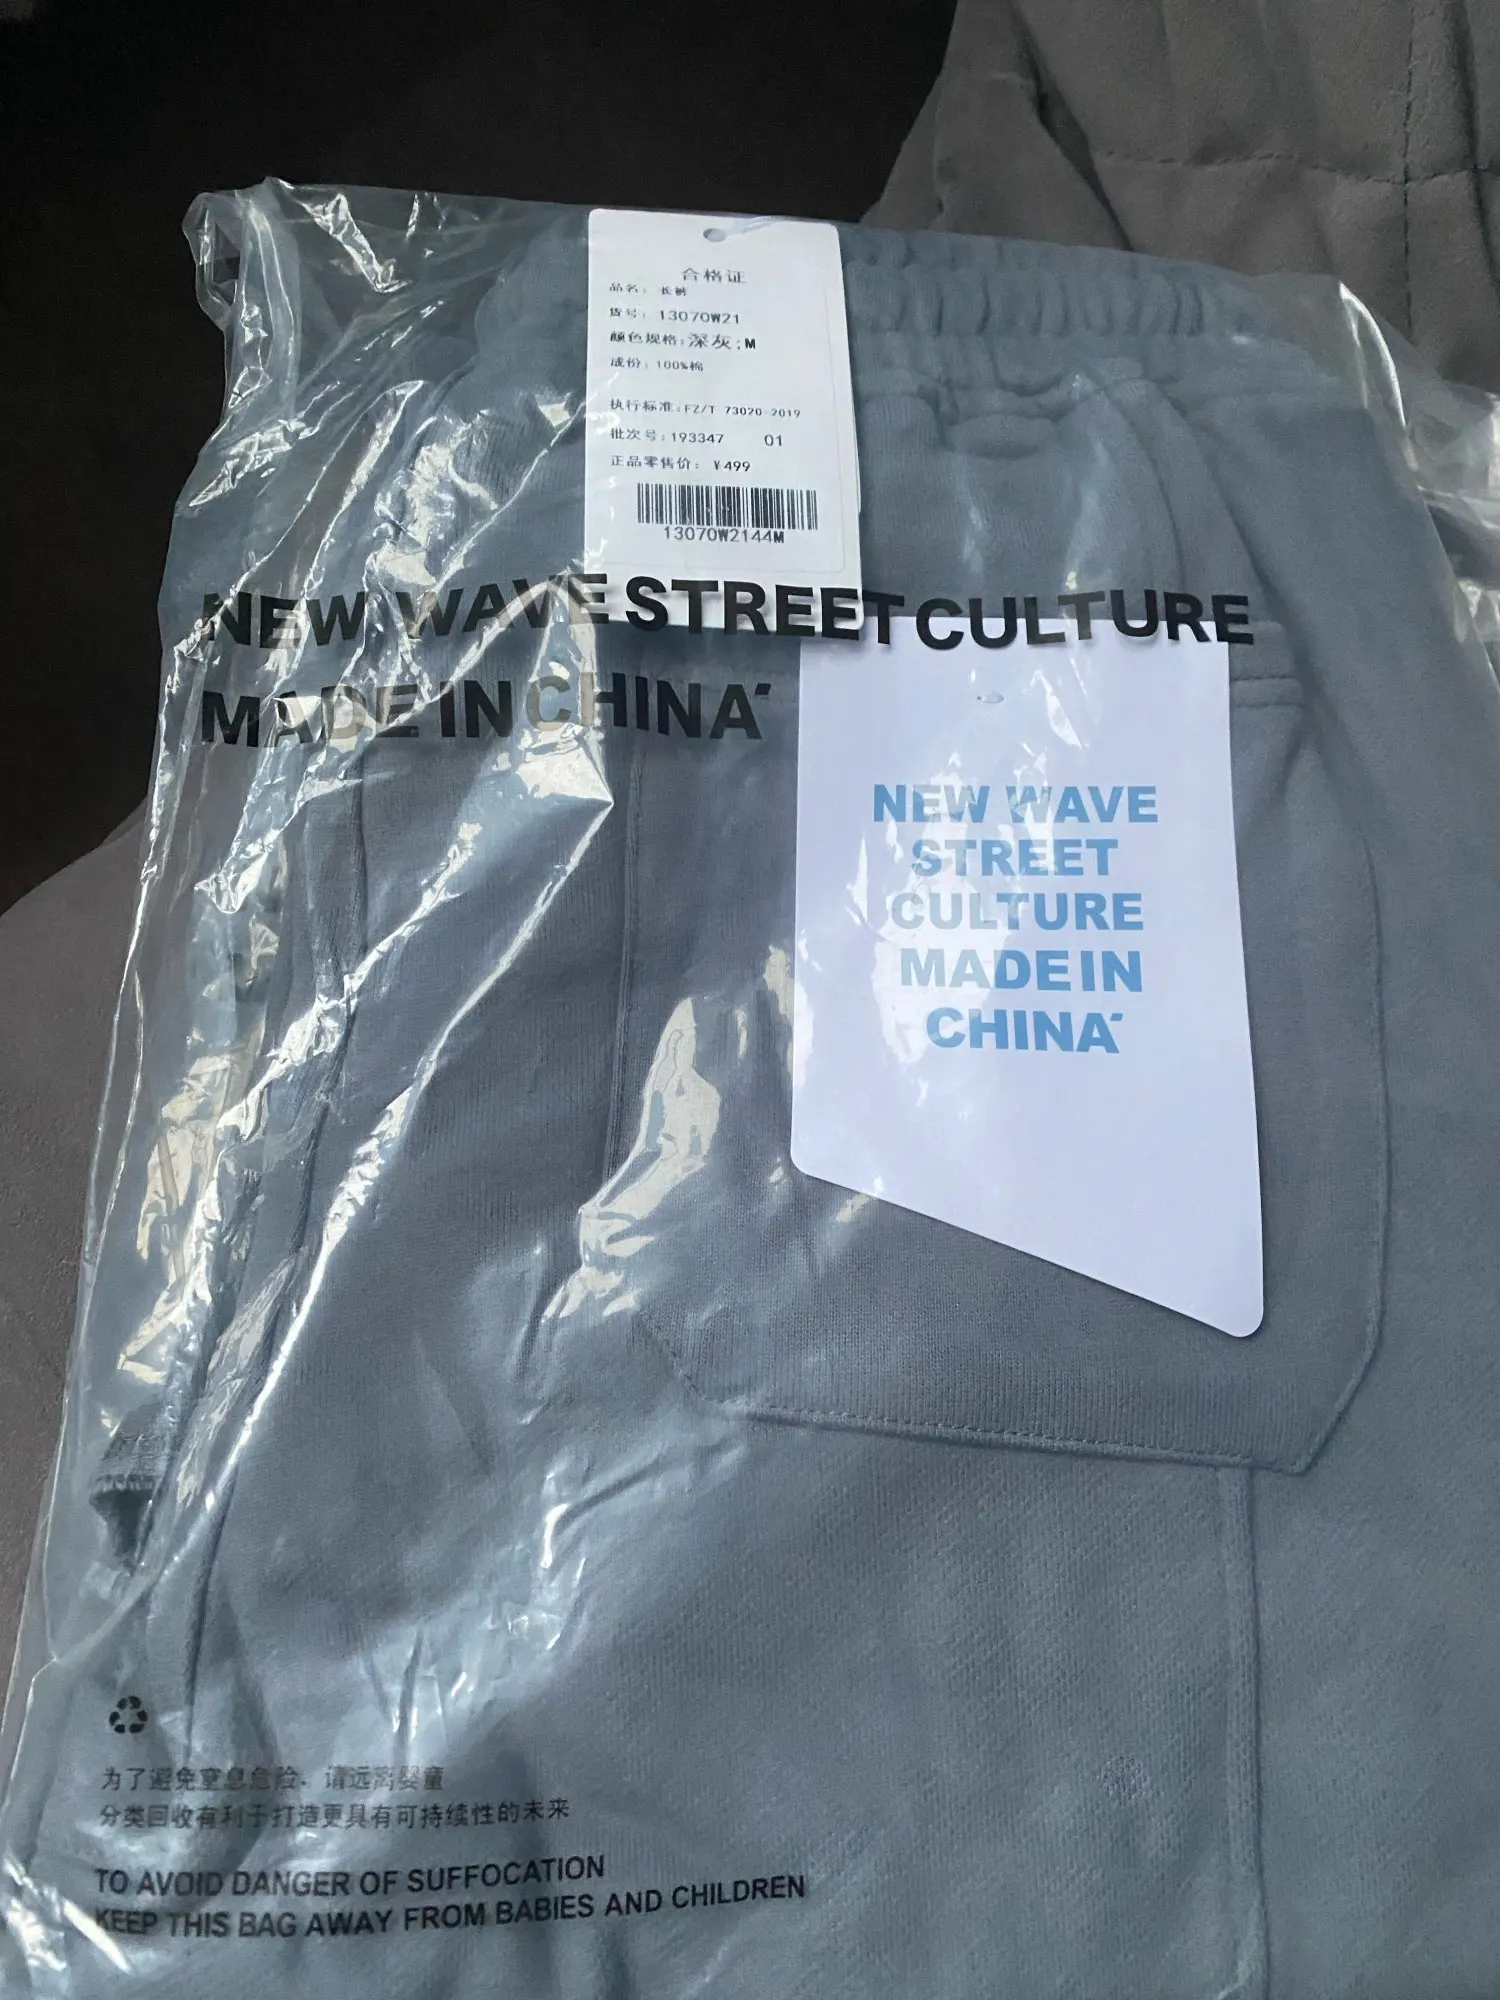 合格证
品名：长裤
货号：13070W21
颜色规格：深灰；M
成份：100%棉
执行标准：FZ/T 73020-2019
批次号：193347 01
正品零售价：¥499
13070W2144M
NEW WAVE STREET CULTURE
MADE IN CHINA
NEW WAVE
STREET
CULTURE
MADE IN
CHINA
为了避免窒息危险，请远离婴童
分类回收有利于打造更具有可持续性的未来
TO AVOID DANGER OF SUFFOCATION
KEEP THIS BAG AWAY FROM BABIES AND CHILDREN